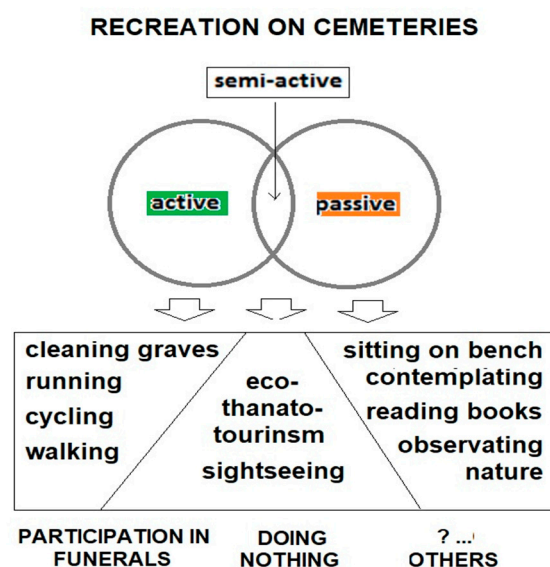 RECREATION ON CEMETERIES
semi-active
active
passive
cleaning graves
running
cycling
walking
eco-
thanato-
tourinsm
sightseeing
sitting on bench
contemplating
reading books
observating
nature
PARTICIPATION IN
FUNERALS
DOING
NOTHING
? ...
OTHERS